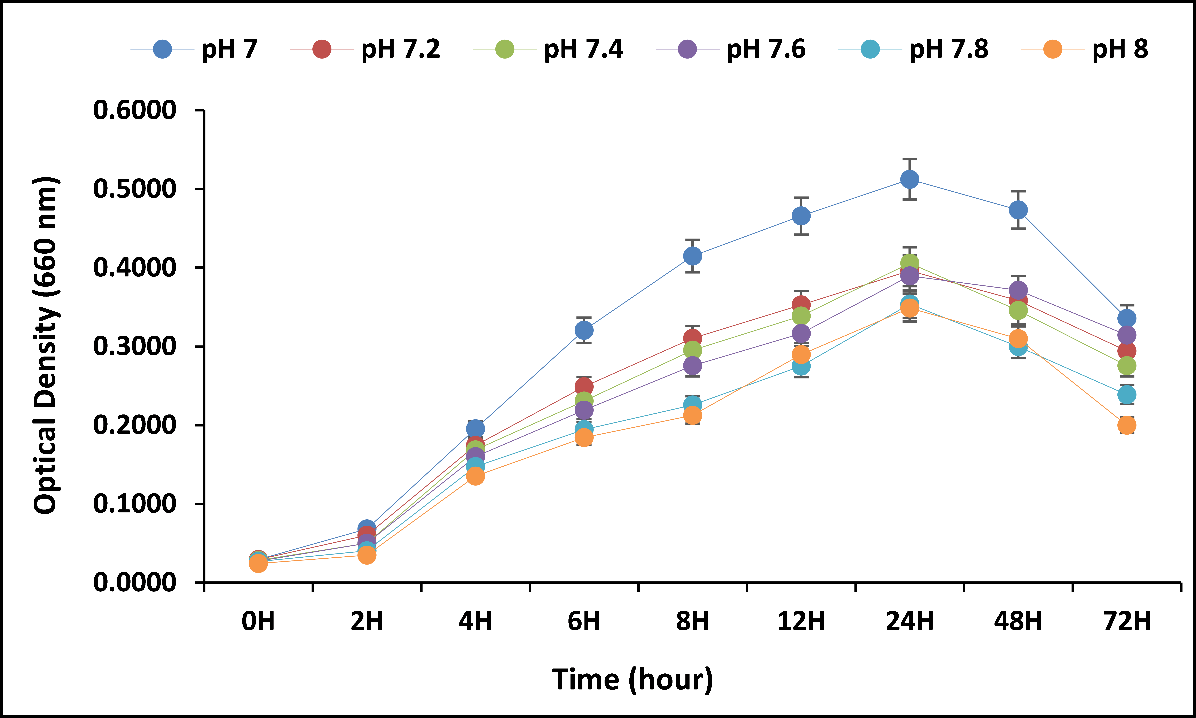 pH 7 pH 7.2 pH 7.4 pH 7.6 pH 7.8 pH 8
0.6000
0.5000
0.4000
0.3000
0.2000
0.1000
0.0000
Optical Density (660 nm)
0H 2H 4H 6H 8H 12H 24H 48H 72H
Time (hour)